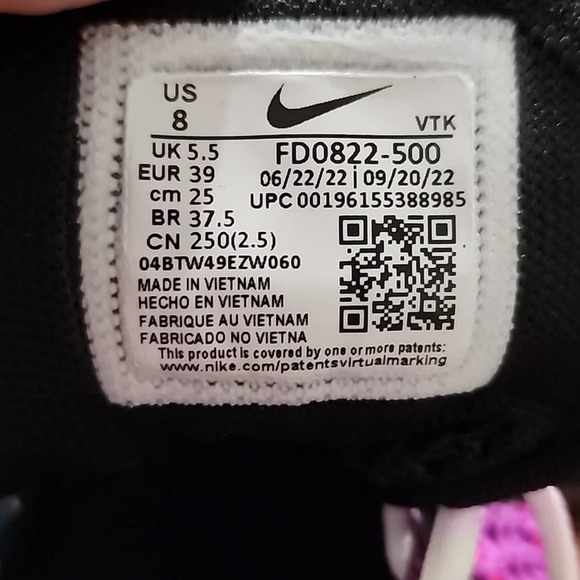 US
8
VTK
UK 5.5
EUR 39
cm 25
BR 37.5
CN 250(2.5)
FD0822-500
06/22/22 | 09/20/22
UPC 00196155388985
04BTW49EZW060
MADE IN VIETNAM
HECHO EN VIETNAM
FABRIQUE AU VIETNAM
FABRICADO NO VIETNA
This product is covered by one or more patents:
www.nike.com/patentsvirtualmarking